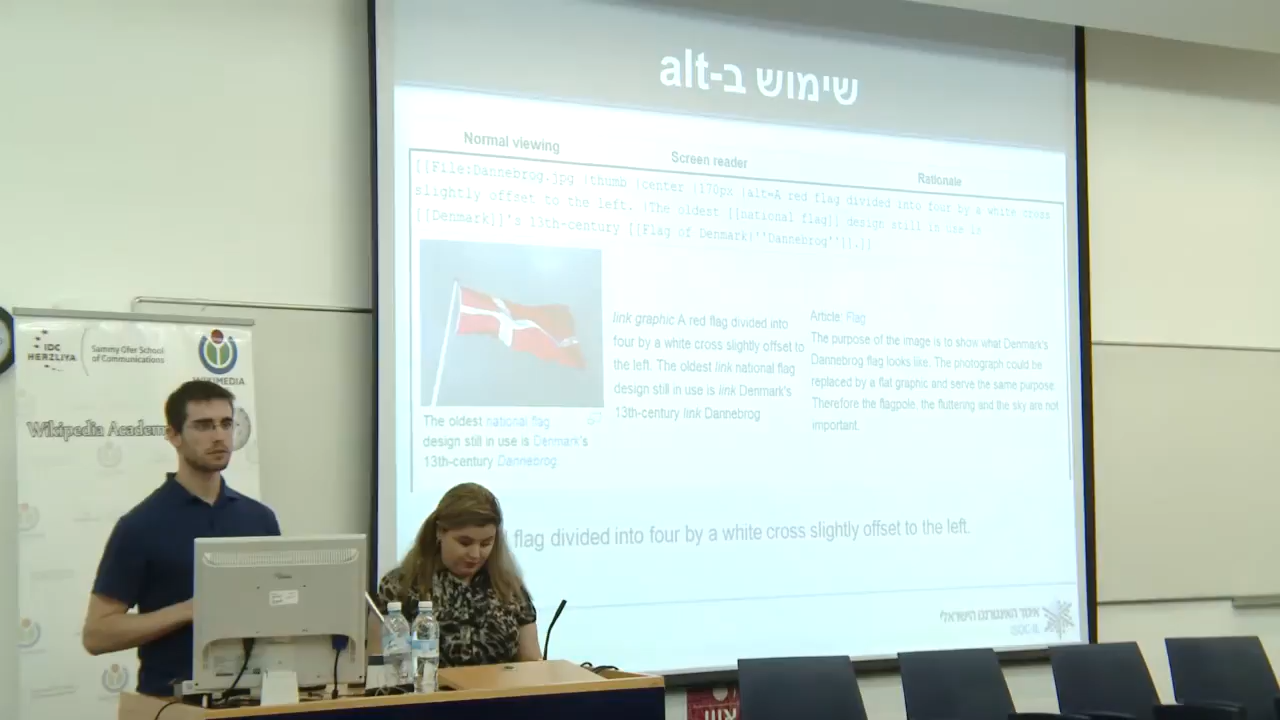 שימוש ב-alt
Normal viewing
Screen reader
Rationale
[[File:Dannebrog.jpg |thumb |center |170px |alt=A red flag divided into four by a white cross
slightly offset to the left. |The oldest [[national flag]] design still in use is
[[Denmark]]'s 13th-century [[Flag of Denmark|''Dannebrog'']].]]
The oldest national flag
design still in use is Denmark's
13th-century Dannebrog.
link graphic A red flag divided into
four by a white cross slightly offset to
the left. The oldest link national flag
design still in use is link Denmark's
13th-century link Dannebrog
Article: Flag
The purpose of the image is to show what Denmark's
Dannebrog flag looks like. The photograph could be
replaced by a flat graphic and serve the same purpose.
Therefore the flagpole, the fluttering and the sky are not
important.
flag divided into four by a white cross slightly offset to the left.
איגוד האינטרנט הישראלי
ISOC-IL
IDC
HERZLIYA
Sammy Ofer School
of Communications
WIKIMEDIA
Wikipedia Academ